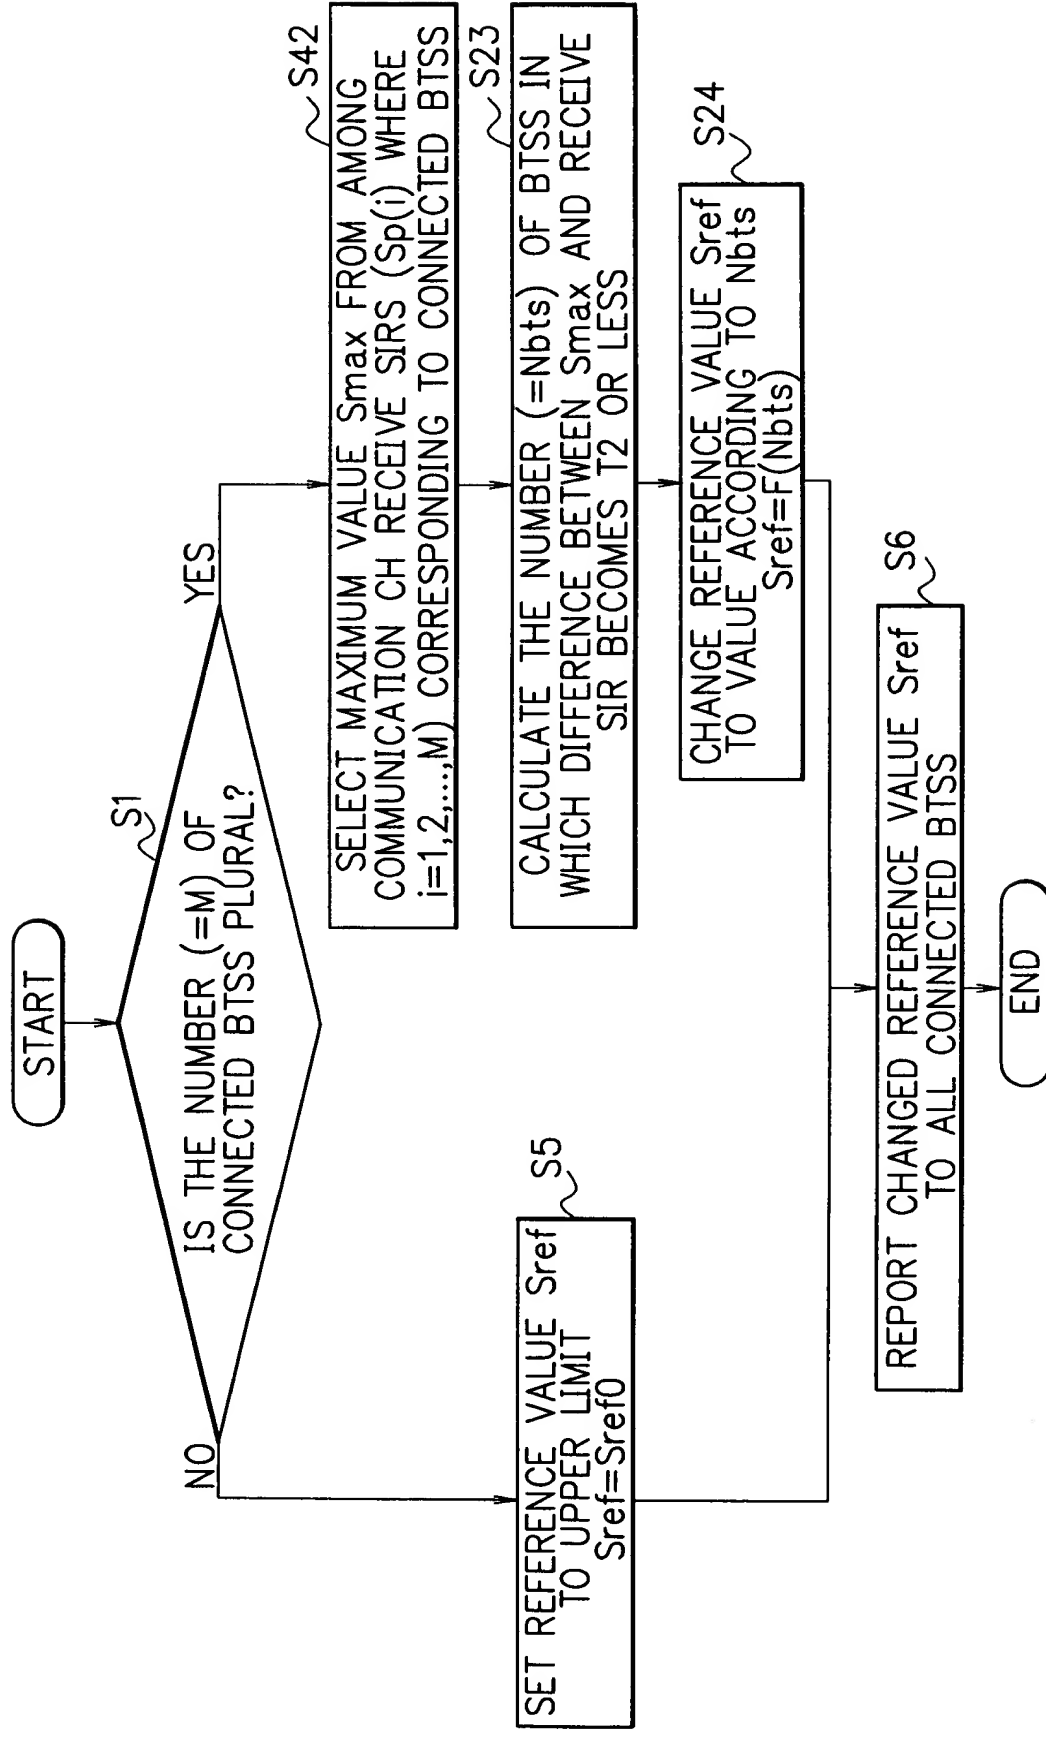 START
S1
IS THE NUMBER (=M) OF
CONNECTED BTSS PLURAL?
NO
YES
S42
SELECT MAXIMUM VALUE Smax FROM AMONG
COMMUNICATION CH RECEIVE SIRS (Sp(i) WHERE
i=1,2,...,M) CORRESPONDING TO CONNECTED BTSS
S23
CALCULATE THE NUMBER (=Nbts) OF BTSS IN
WHICH DIFFERENCE BETWEEN Smax AND RECEIVE
SIR BECOMES T2 OR LESS
S5
SET REFERENCE VALUE Sref
TO UPPER LIMIT
Sref=Sref0
S24
CHANGE REFERENCE VALUE Sref
TO VALUE ACCORDING TO Nbts
Sref=F(Nbts)
S6
REPORT CHANGED REFERENCE VALUE Sref
TO ALL CONNECTED BTSS
END